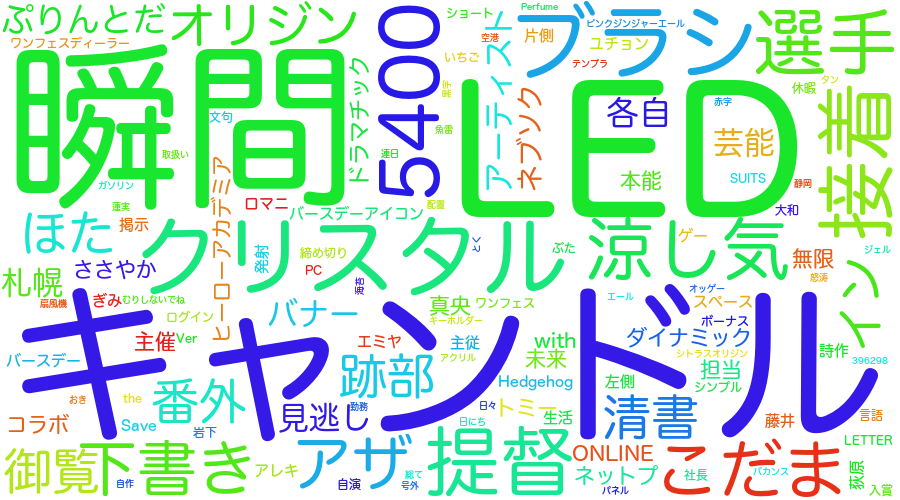 ぷりんとだ
オリジン
ショート
Perfume
ピンクジンジャーエール
ワンフェスディーラー
空港
ブラシ
選手
片側
ユチョン
いちご
テンプラ
瞬間
5400
LED
アーティスト
ドラマチック
ネブソク
各自
赤字
休暇
タン
接着
文句
魚雷
芸能
取扱い
連日
本能
SUITS
静岡
ガソリン
蓮実
ロマニ
配置
大和
ヒーローアカデミア
バースデーアイコン
ほた
掲示
クリスタル
涼し気
とく
ゲー
ジェル
発射
締め切り
ぷた
無限
イン
札幌
ささやか
PC
海壱
怒涛
扇風機
むりしないでね
ぎみ
ログイン
バナー
真央
ワンフェス
エール
オッゲー
スペース
キーホルダー
キャンドル
主催
Ver
エミヤ
主従
with
ボーナス
ダイナミック
詩作
バースデー
跡部
アクリル
未来
シトラスオリジン
396298
担当
Hedgehog
左側
シンプル
おき
the
番外
見逃し
勤務
日々
トミー
清書
コラボ
Save
岩下
日にち
生活
藤井
言語
LETTER
御覧
下書き
アレキ
アザ
提督
ONLINE
ネットプ
こだま
社長
バカンス
荻原
入賞
自作
自演
総て
号外
パネル